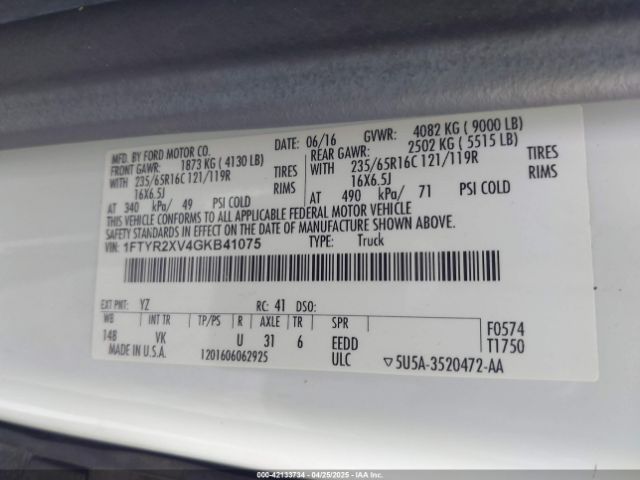 MFD. BY FORD MOTOR CO. DATE: 06/16 GVWR: 4082 KG ( 9000 LB)
FRONT GAWR: 1873 KG ( 4130 LB) REAR GAWR: 2502 KG ( 5515 LB)
WITH 235/65R16C 121/119R TIRES WITH 235/65R16C 121/119R TIRES
16X6.5J RIMS 16X6.5J RIMS
AT 340 kPa/ 49 PSI COLD AT 490 kPa/ 71 PSI COLD
THIS VEHICLE CONFORMS TO ALL APPLICABLE FEDERAL MOTOR VEHICLE
SAFETY STANDARDS IN EFFECT ON THE DATE OF MANUFACTURE SHOWN ABOVE.
VIN: 1FTYR2XV4GKB41075 TYPE: Truck
EXT PNT: YZ RC: 41 DSO:
WB INT TR TP/PS R AXLE TR SPR F0574
148 VK U 31 6 EEDD T1750
MADE IN U.S.A. 1201606062925 ULC ▽5U5A-3520472-AA
000-42133734 - 04/25/2025 - IAAI.COM